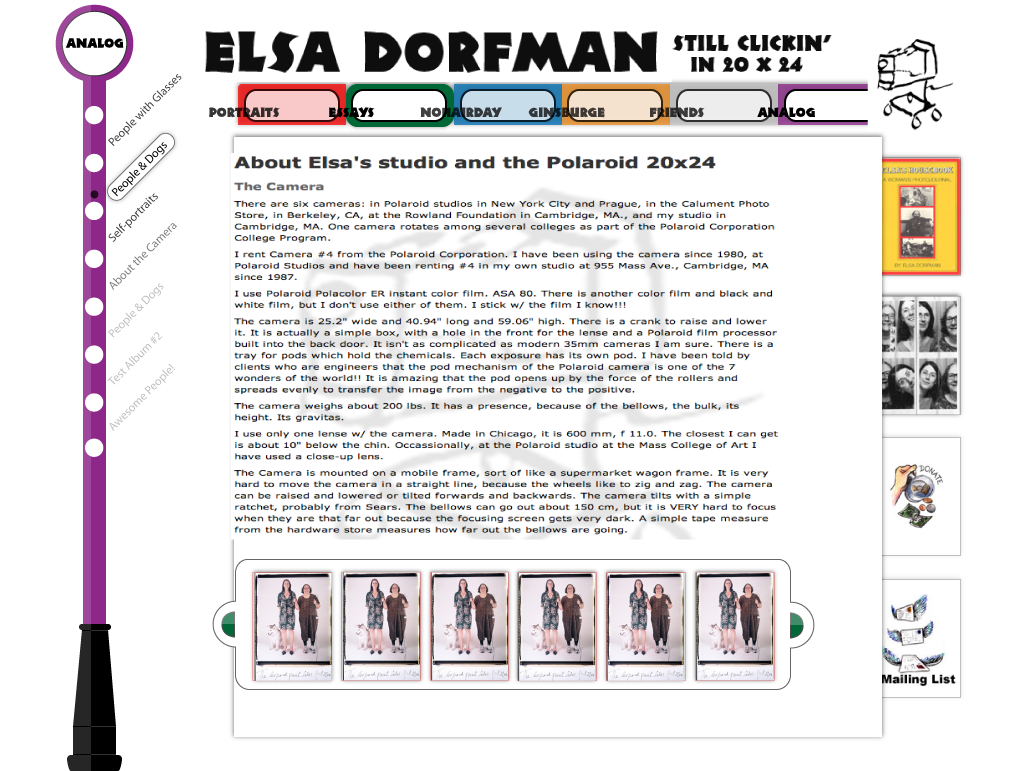 ANALOG
ELSA DORFMAN
STILL CLICKIN'
IN 20 X 24
PORTRAITS
ESSAYS
NOHAIRDAY
GINSBURGE
FRIENDS
ANALOG
People with Glasses
People & Dogs
Self-portraits
About the Camera
People & Dogs
Test Album #2
Awesome People!
About Elsa's studio and the Polaroid 20x24
The Camera
There are six cameras: in Polaroid studios in New York City and Prague, in the Calument Photo
Store, in Berkeley, CA, at the Rowland Foundation in Cambridge, MA., and my studio in
Cambridge, MA. One camera rotates among several colleges as part of the Polaroid Corporation
College Program.
I rent Camera #4 from the Polaroid Corporation. I have been using the camera since 1980, at
Polaroid Studios and have been renting #4 in my own studio at 955 Mass Ave., Cambridge, MA
since 1987.
I use Polaroid Polacolor ER instant color film. ASA 80. There is another color film and black and
white film, but I don't use either of them. I stick w/ the film I know!!!
The camera is 25.2" wide and 40.94" long and 59.06" high. There is a crank to raise and lower
it. It is actually a simple box, with a hole in the front for the lense and a Polaroid film processor
built into the back door. It isn't as complicated as modern 35mm cameras I am sure. There is a
tray for pods which hold the chemicals. Each exposure has its own pod. I have been told by
clients who are engineers that the pod mechanism of the Polaroid camera is one of the 7
wonders of the world!! It is amazing that the pod opens up by the force of the rollers and
spreads evenly to transfer the image from the negative to the positive.
The camera weighs about 200 lbs. It has a presence, because of the bellows, the bulk, its
height. Its gravitas.
I use only one lense w/ the camera. Made in Chicago, it is 600 mm, f 11.0. The closest I can get
is about 10" below the chin. Occassionally, at the Polaroid studio at the Mass College of Art I
have used a close-up lens.
The Camera is mounted on a mobile frame, sort of like a supermarket wagon frame. It is very
hard to move the camera in a straight line, because the wheels like to zig and zag. The camera
can be raised and lowered or tilted forwards and backwards. The camera tilts with a simple
ratchet, probably from Sears. The bellows can go out about 150 cm, but it is VERY hard to focus
when they are that far out because the focusing screen gets very dark. A simple tape measure
from the hardware store measures how far out the bellows are going.
ELSA'S HOUSEBOOK
A WOMAN'S PHOTOJOURNAL
BY ELSA DORFMAN
DONATE
Mailing List